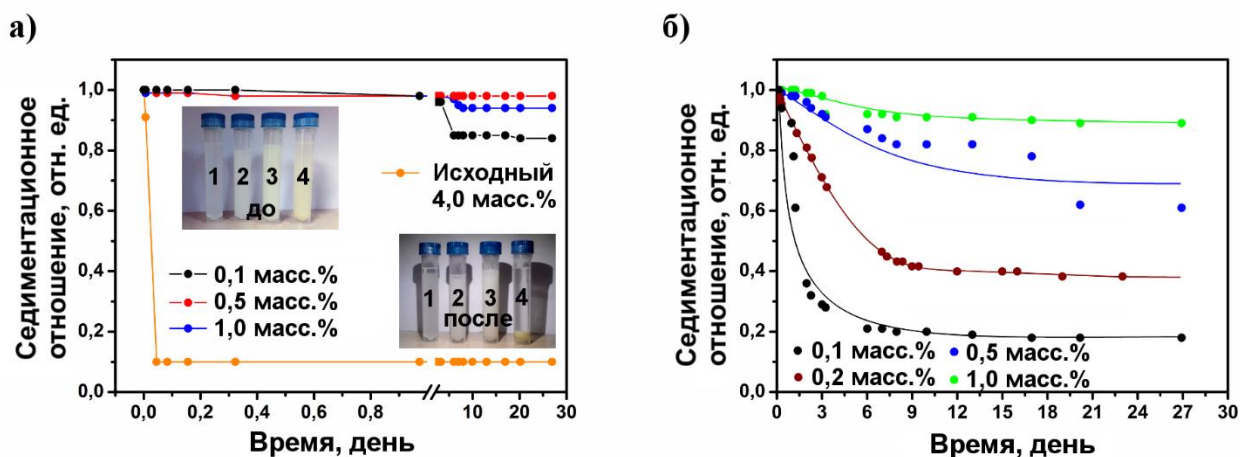 а)
Седиментационное
отношение, отн. ед.
1,0
0,8
0,6
0,4
0,2
0,0
1 2 3 4
до
Исходный
4,0 масс.%
0,1 масс.%
0,5 масс.%
1,0 масс.%
1 2 3 4
после
0,0 0,2 0,4 0,6 0,8 10 20 30
Время, день
б)
Седиментационное
отношение, отн. ед.
1,0
0,8
0,6
0,4
0,2
0,0
0,1 масс.% 0,5 масс.%
0,2 масс.% 1,0 масс.%
0 3 6 9 12 15 18 21 24 27 30
Время, день